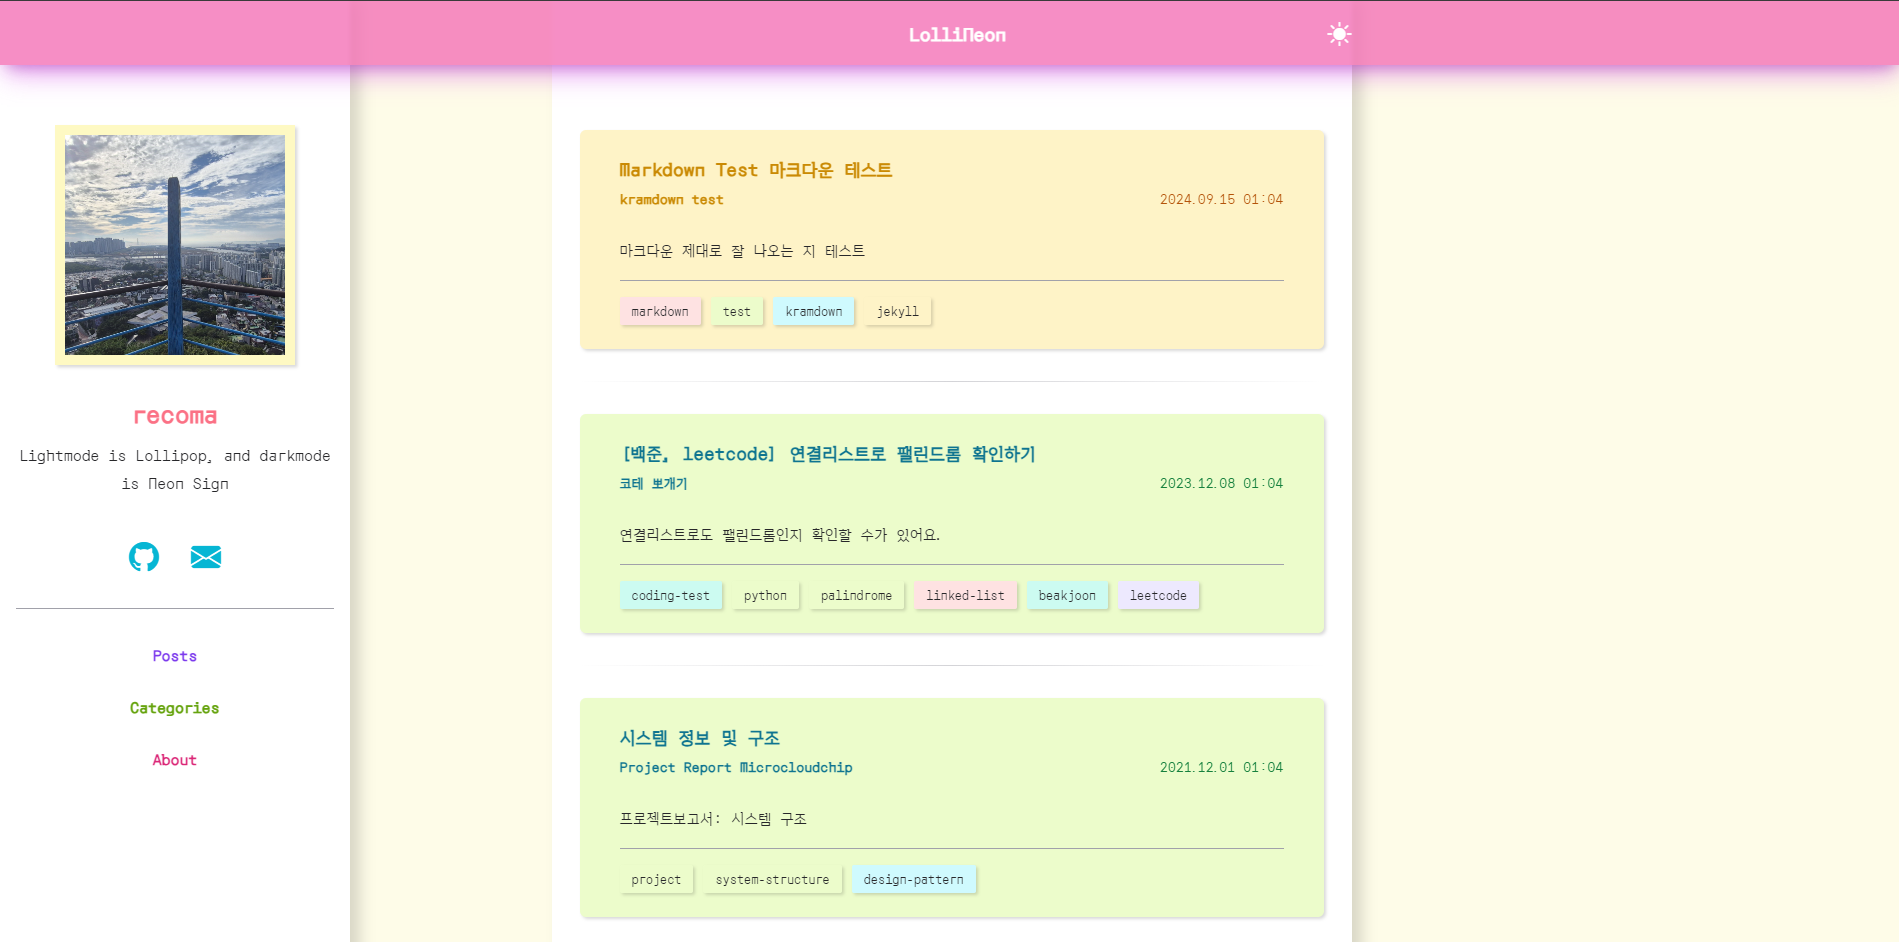 LolliNeon
recoma
Lightmode is Lollipop, and darkmode
is Neon Sign
Posts
Categories
About
Markdown Test 마크다운 테스트
kramdown test
2024.09.15 01:04
마크다운 제대로 잘 나오는 지 테스트
markdown
test
kramdown
jekyll
[백준, leetcode] 연결리스트로 팰린드롬 확인하기
코테 뽀개기
2023.12.08 01:04
연결리스트로도 팰린드롬인지 확인할 수가 있어요.
coding-test
python
palindrome
linked-list
beakjoon
leetcode
시스템 정보 및 구조
Project Report Microcloudchip
2021.12.01 01:04
프로젝트보고서: 시스템 구조
project
system-structure
design-pattern